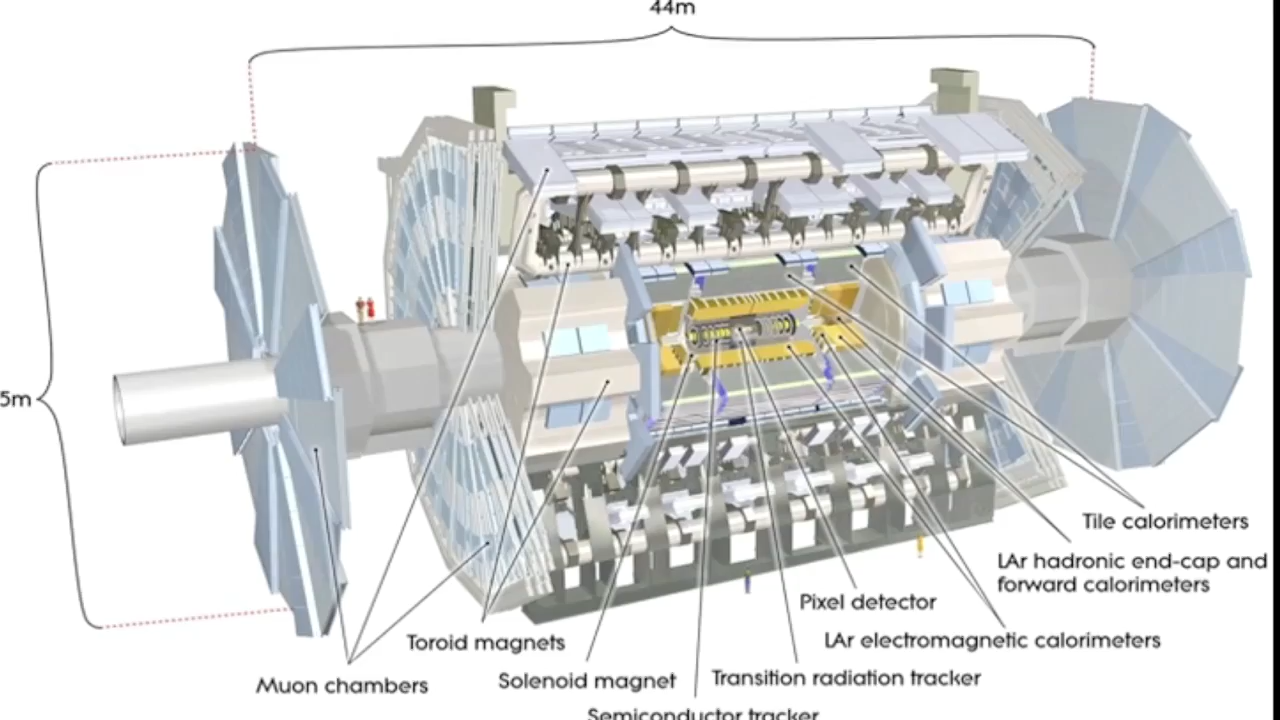 44m
5m
Tile calorimeters
LAr hadronic end-cap and
forward calorimeters
Pixel detector
LAr electromagnetic calorimeters
Toroid magnets
Transition radiation tracker
Solenoid magnet
Muon chambers
Semiconductor tracker